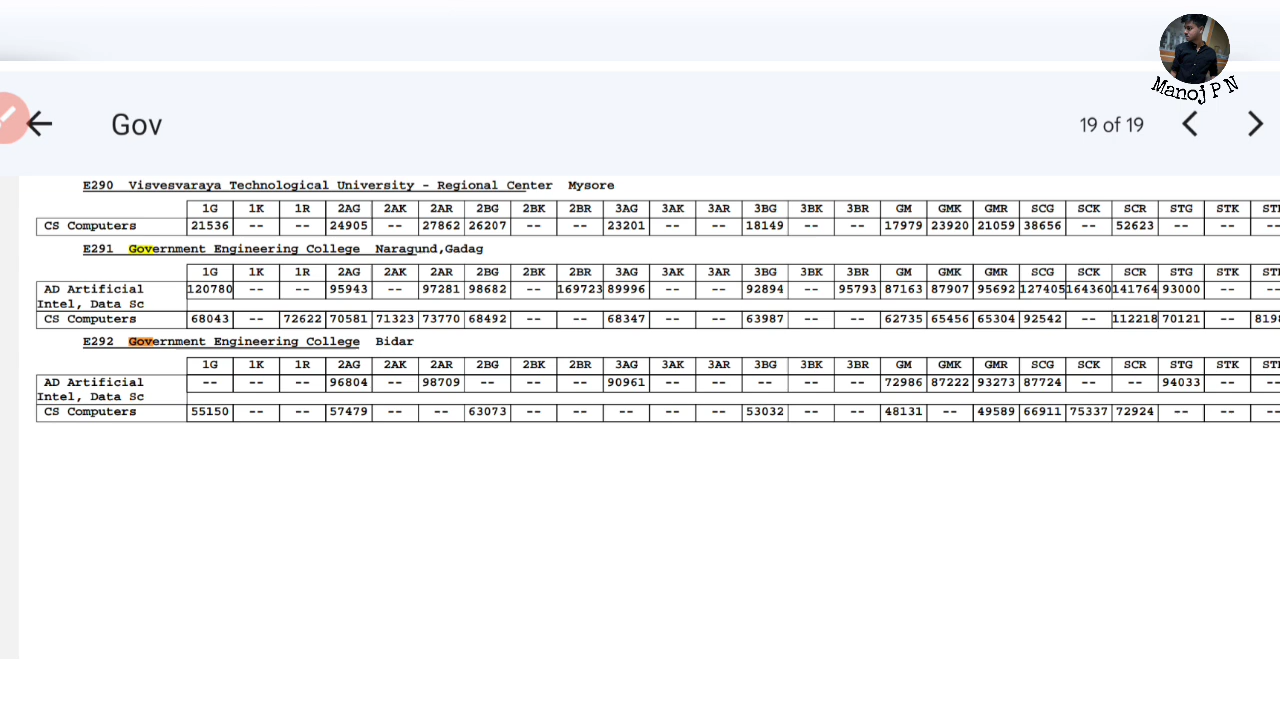 Manoj P N
Gov
19 of 19
E290 Visvesvaraya Technological University - Regional Center Mysore
1G 1K 1R 2AG 2AK 2AR 2BG 2BK 2BR 3AG 3AK 3AR 3BG 3BK 3BR GM GMK GMR SCG SCK SCR STG STK
CS Computers 21536 -- -- 24905 -- 27862 26207 -- -- 23201 -- -- 18149 -- -- 17979 23920 21059 38656 -- 52623 -- -- --
E291 Government Engineering College Naragund,Gadag
1G 1K 1R 2AG 2AK 2AR 2BG 2BK 2BR 3AG 3AK 3AR 3BG 3BK 3BR GM GMK GMR SCG SCK SCR STG STK
AD Artificial 120780 -- -- 95943 -- 97281 98682 -- 169723 89996 -- -- 92894 -- 95793 87163 87907 95692 127405 164360 141764 93000 -- --
Intel, Data Sc
CS Computers 68043 -- 72622 70581 71323 73770 68492 -- -- 68347 -- -- 63987 -- -- 62735 65456 65304 92542 -- 112218 70121 --
E292 Government Engineering College Bidar
1G 1K 1R 2AG 2AK 2AR 2BG 2BK 2BR 3AG 3AK 3AR 3BG 3BK 3BR GM GMK GMR SCG SCK SCR STG STK
AD Artificial -- -- -- 96804 -- 98709 -- -- -- 90961 -- -- -- -- -- 72986 87222 93273 87724 -- -- 94033 -- --
Intel, Data Sc
CS Computers 55150 -- -- 57479 -- -- 63073 -- -- -- -- -- 53032 -- -- 48131 -- 49589 66911 75337 72924 -- -- --